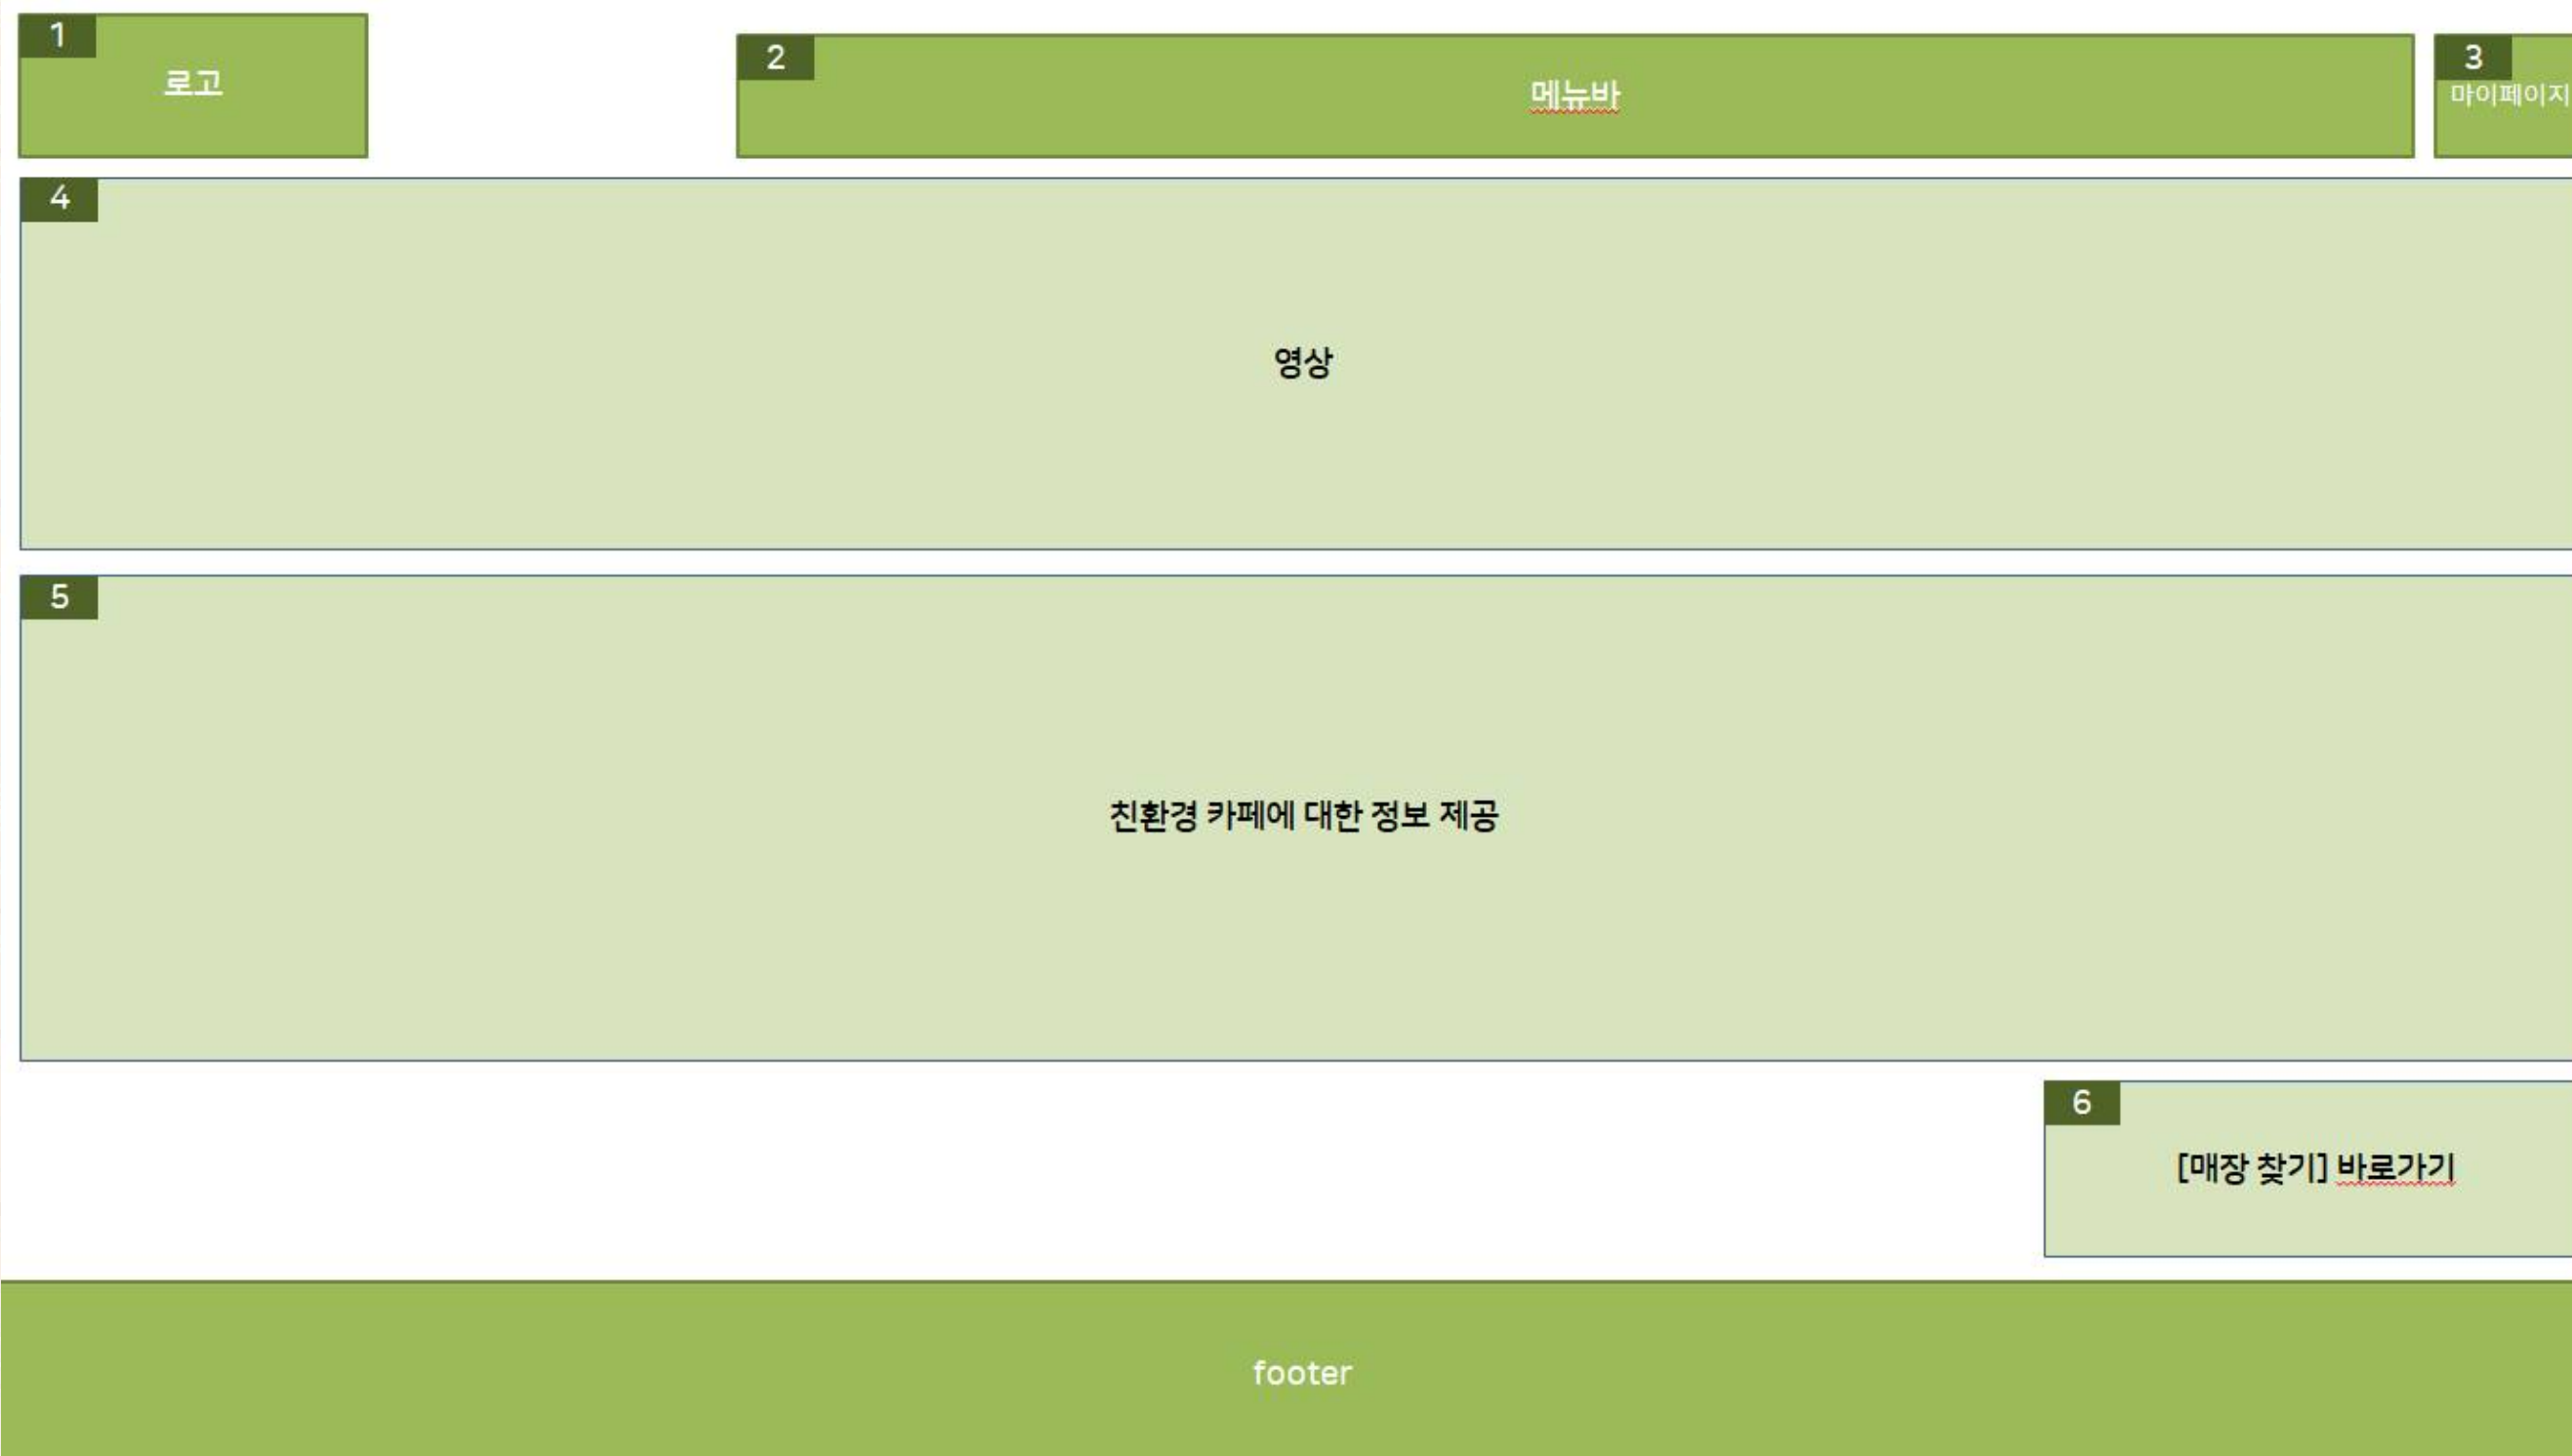 1
로고
2
메뉴바
3
마이페이지
4
영상
5
친환경 카페에 대한 정보 제공
6
[매장 찾기] 바로가기
footer